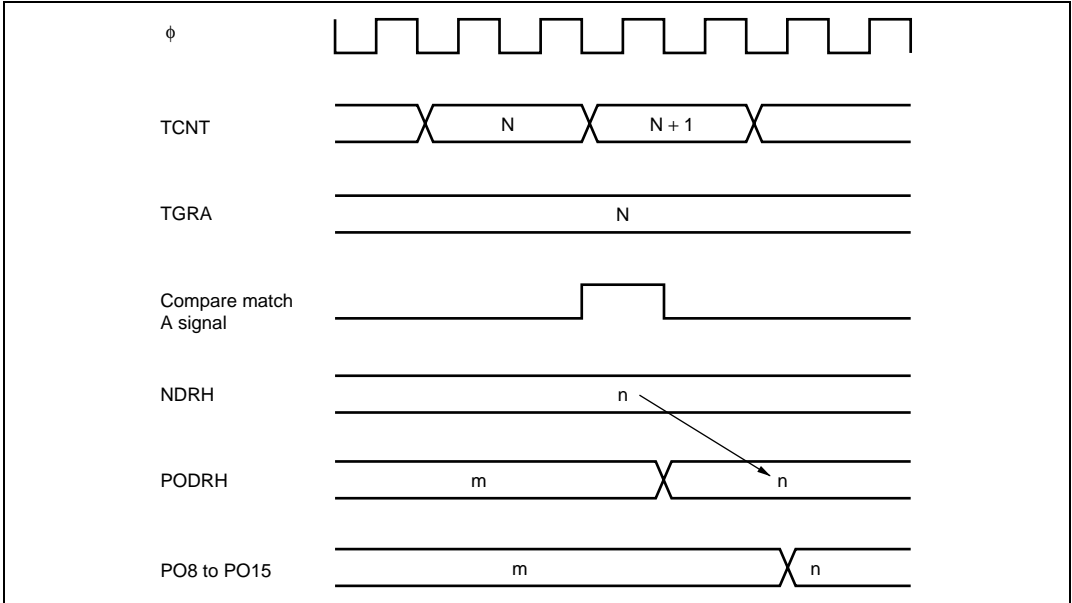 ϕ
TCNT
N
N + 1
TGRA
N
Compare match
A signal
NDRH
n
PODRH
m
n
PO8 to PO15
m
n